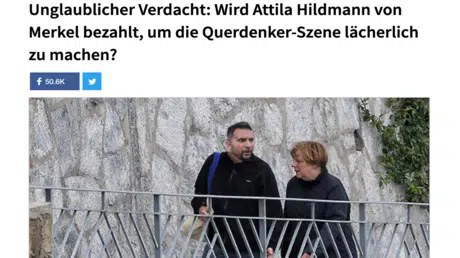 Unglaublicher Verdacht: Wird Attila Hildmann von
Merkel bezahlt, um die Querdenker-Szene lächerlich
zu machen?
50.6K